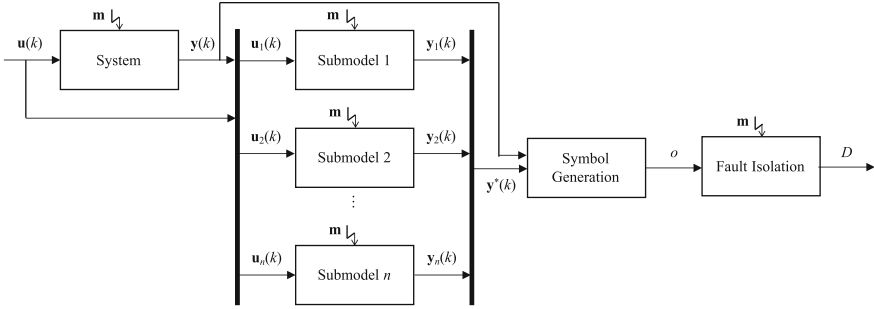 m
u(k)
System
y(k)
m
u₁(k)
Submodel 1
y₁(k)
m
u₂(k)
Submodel 2
y₂(k)
⋮
m
uₙ(k)
Submodel n
yₙ(k)
y*(k)
Symbol
Generation
o
m
Fault Isolation
D